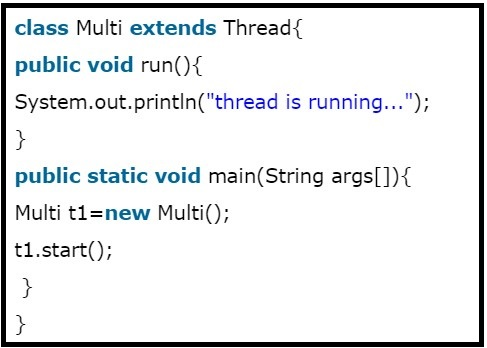 class Multi extends Thread{
public void run(){
System.out.println("thread is running...");
}
public static void main(String args[]){
Multi t1=new Multi();
t1.start();
 }
}